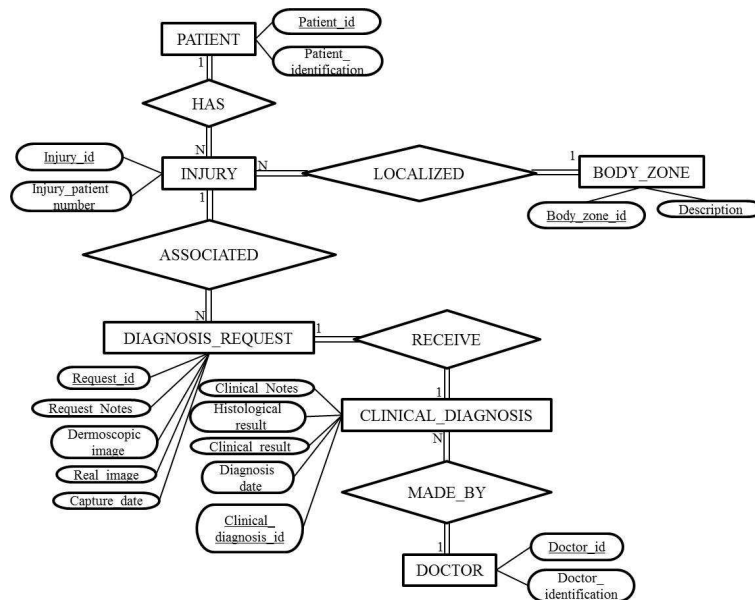 Patient_id
PATIENT
Patient_
identification
1
HAS
N
Injury_id
INJURY
N
LOCALIZED
1
BODY_ZONE
Injury_patient
number
1
Body_zone_id
Description
ASSOCIATED
N
DIAGNOSIS_REQUEST
1
RECEIVE
Request_id
Request_Notes
Dermoscopic
image
Real_image
Capture_date
Clinical_Notes
Histological
result
Clinical_result
Diagnosis
date
Clinical_
diagnosis_id
1
CLINICAL_DIAGNOSIS
N
MADE_BY
1
DOCTOR
Doctor_id
Doctor_
identification